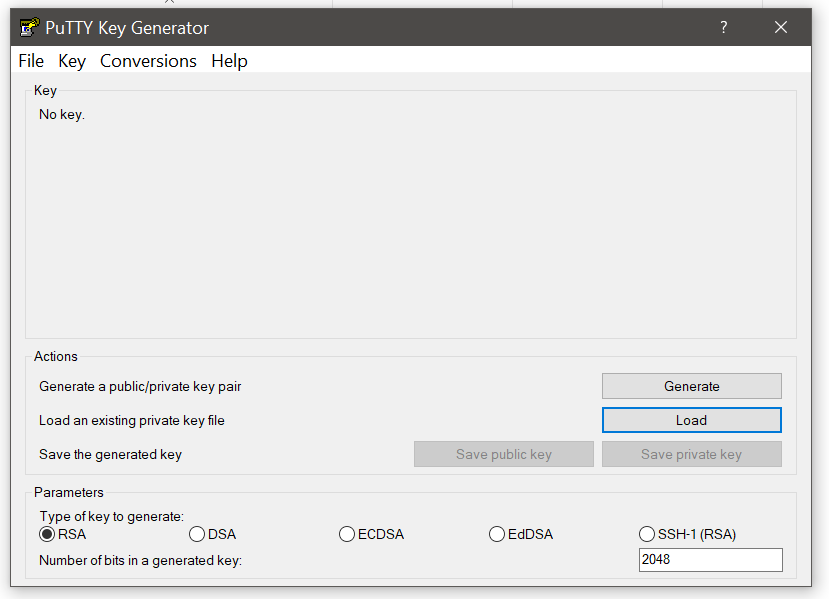 PuTTY Key Generator ?
File Key Conversions Help
Key
No key.
Actions
Generate a public/private key pair Generate
Load an existing private key file Load
Save the generated key Save public key Save private key
Parameters
Type of key to generate:
RSA DSA ECDSA EdDSA SSH-1 (RSA)
Number of bits in a generated key: 2048